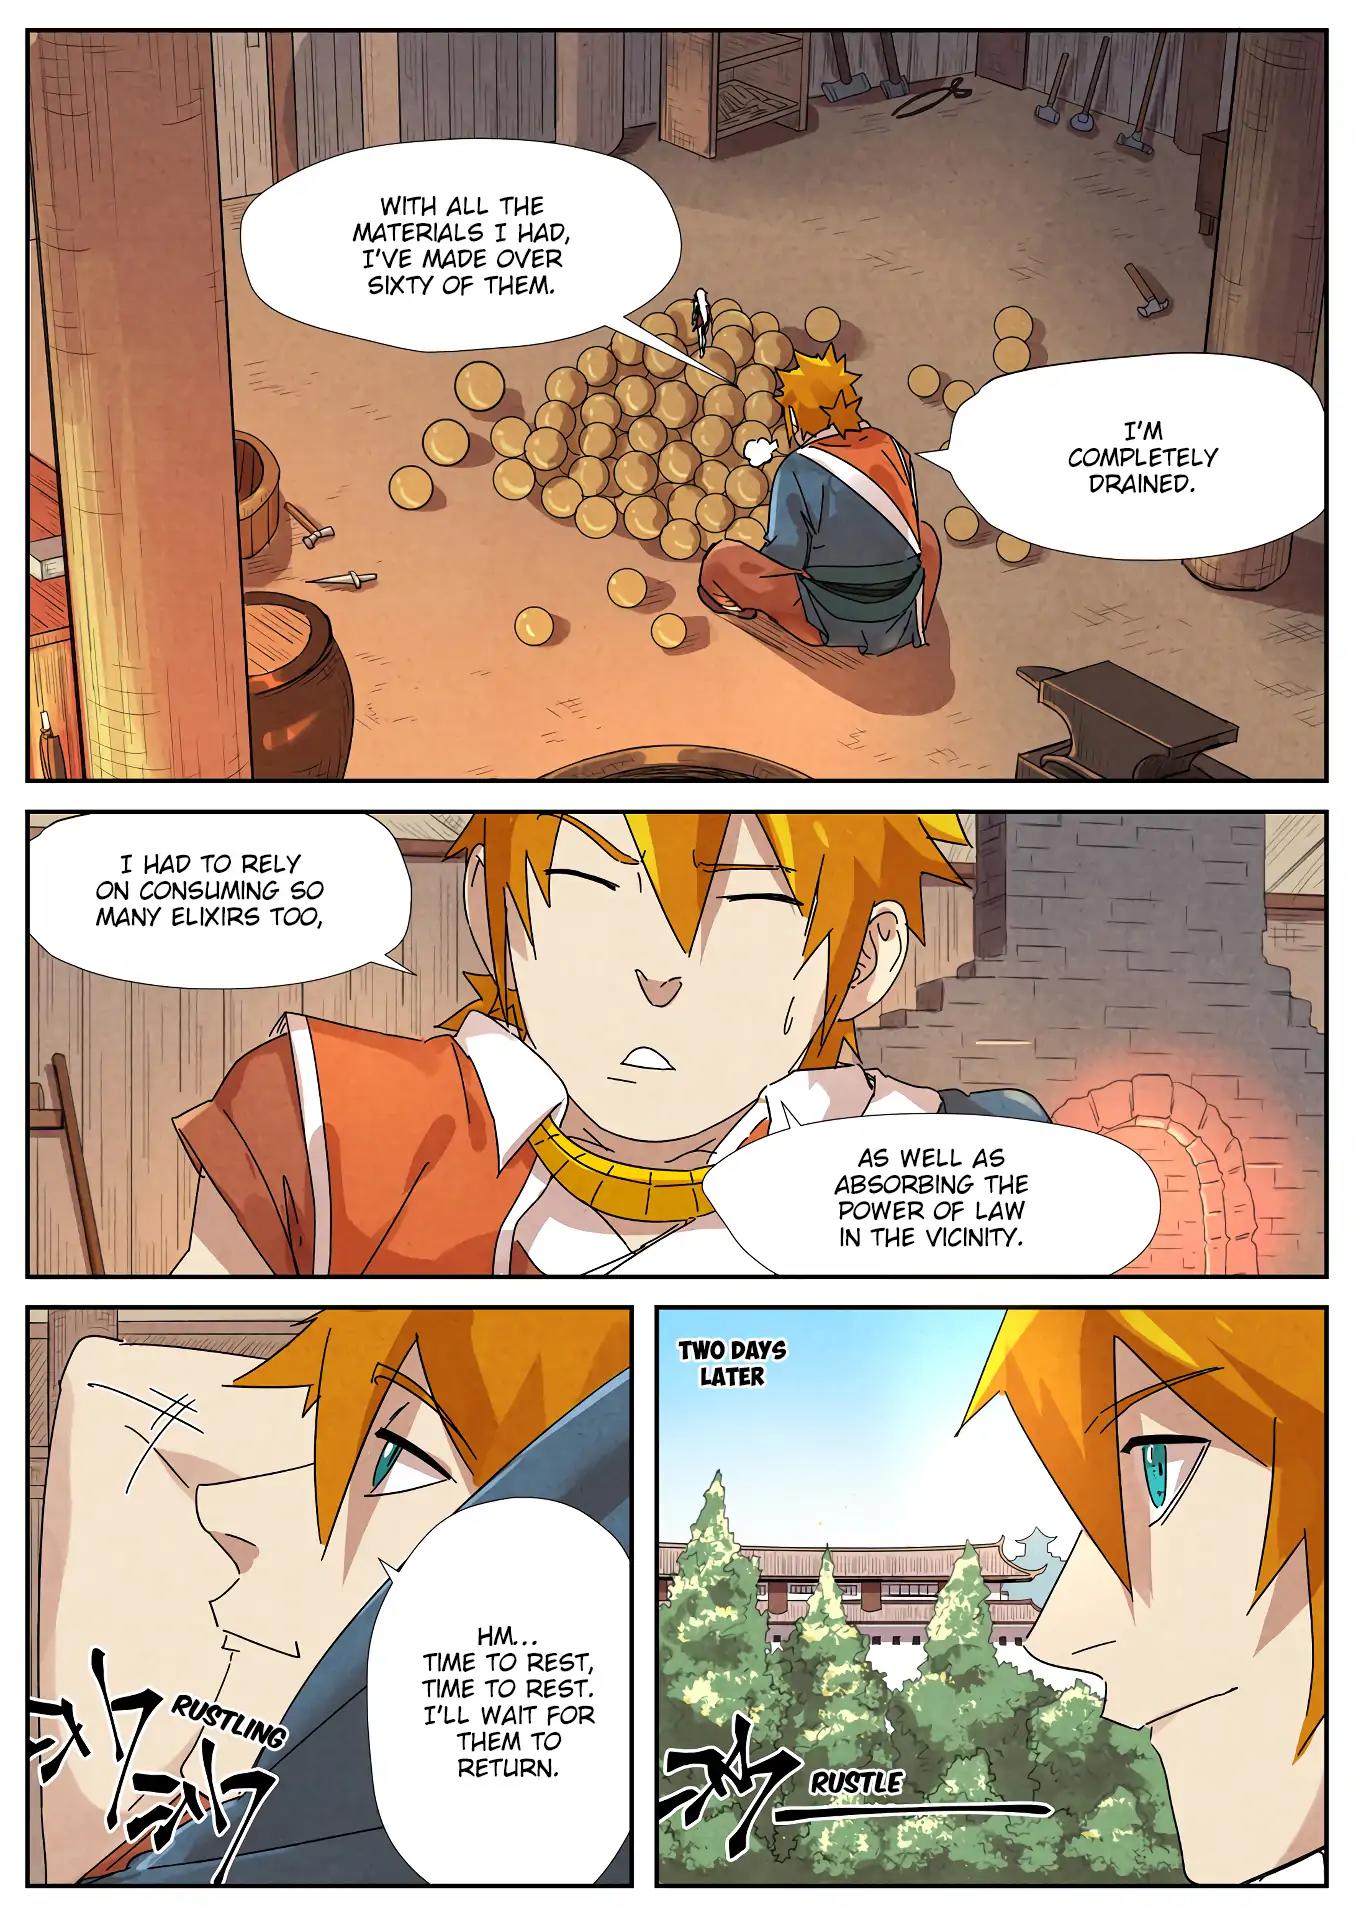 WITH ALL THE
MATERIALS I HAD,
I'VE MADE OVER
SIXTY OF THEM.
I'M
COMPLETELY
DRAINED.
I HAD TO RELY
ON CONSUMING SO
MANY ELIXIRS TOO,
AS WELL AS
ABSORBING THE
POWER OF LAW
IN THE VICINITY.
HM...
TIME TO REST,
TIME TO REST.
I'LL WAIT FOR
THEM TO
RETURN.
RUSTLING
TWO DAYS
LATER
RUSTLE